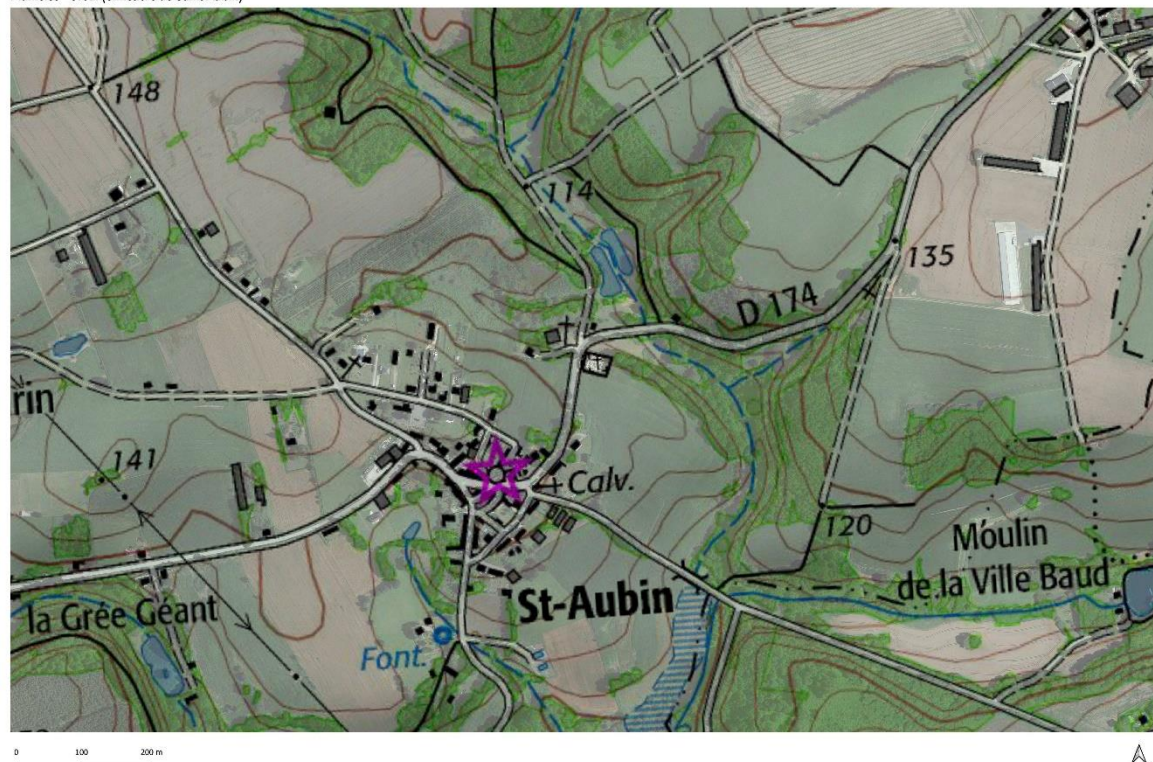 148
114
135
D 174
rin
141
Calv.
120
Moulin
de la Ville Baud
St-Aubin
la Grée Géant
Font.
0 100 200 m